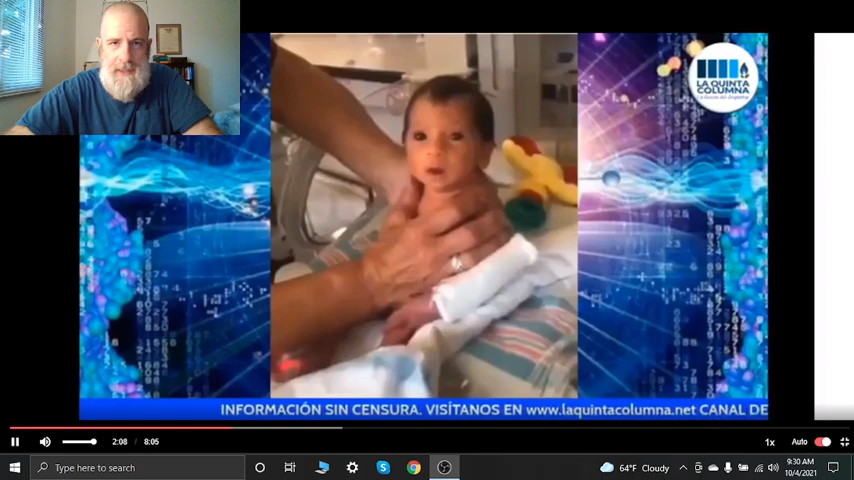 LA QUINTA
COLUMNA
INFORMACIÓN SIN CENSURA. VISÍTANOS EN www.laquintacolumna.net CANAL DE
2:08 / 8:05
1x
Auto
Type here to search
64°F Cloudy
9:30 AM
10/4/2021